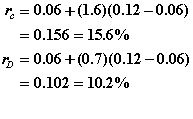 r_c = 0.06 + (1.6)(0.12 − 0.06)
= 0.156 = 15.6%
r_D = 0.06 + (0.7)(0.12 − 0.06)
= 0.102 = 10.2%